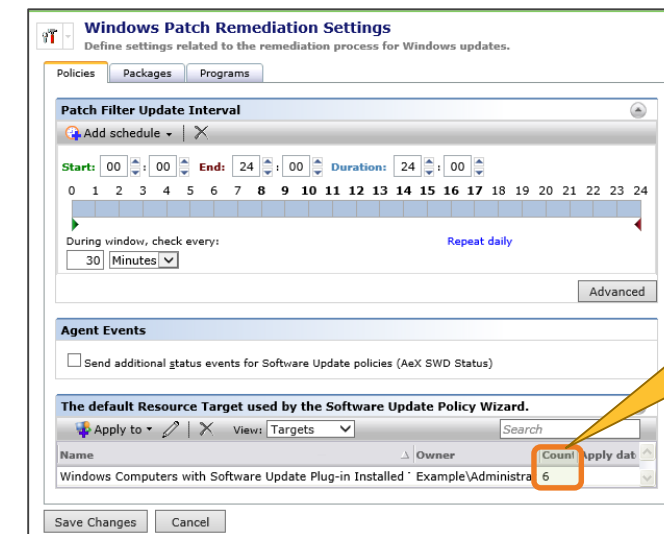 Windows Patch Remediation Settings
Define settings related to the remediation process for Windows updates.
Policies Packages Programs
Patch Filter Update Interval
Add schedule
Start: 00 : 00 End: 24 : 00 Duration: 24 : 00
0 1 2 3 4 5 6 7 8 9 10 11 12 13 14 15 16 17 18 19 20 21 22 23 24
During window, check every: Repeat daily
30 Minutes
Advanced
Agent Events
Send additional status events for Software Update policies (AeX SWD Status)
The default Resource Target used by the Software Update Policy Wizard.
Apply to View: Targets Search
Name Owner Count Apply dat
Windows Computers with Software Update Plug-in Installed Example\Administra 6
Save Changes Cancel